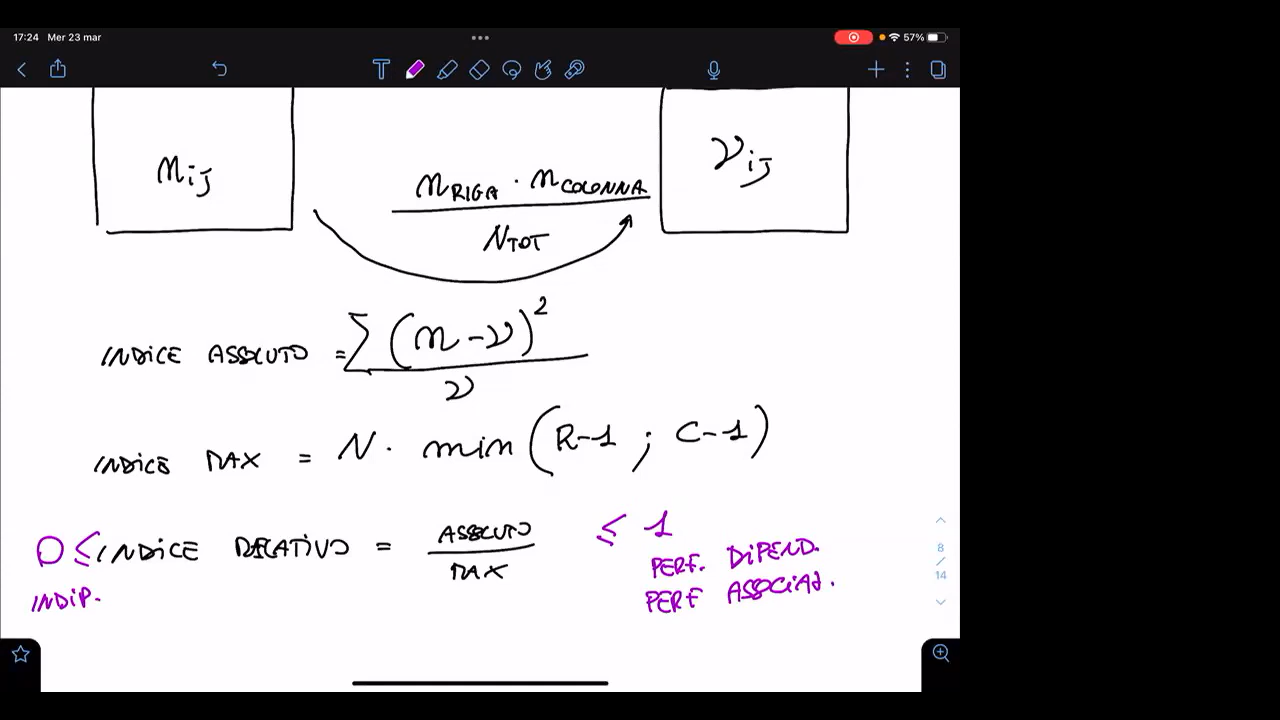 17:24 Mer 23 mar
57%
T
nij
νij
nRIGA · nCOLONNA
NTOT
INDICE ASSOLUTO = Σ (n-ν)²
ν
INDICE MAX = N · min (R-1 ; C-1)
0 ≤ INDICE RELATIVO = ASSOLUTO ≤ 1
MAX
INDIP.
PERF. DIPEND.
PERF ASSOCIAZ.
8
/
14